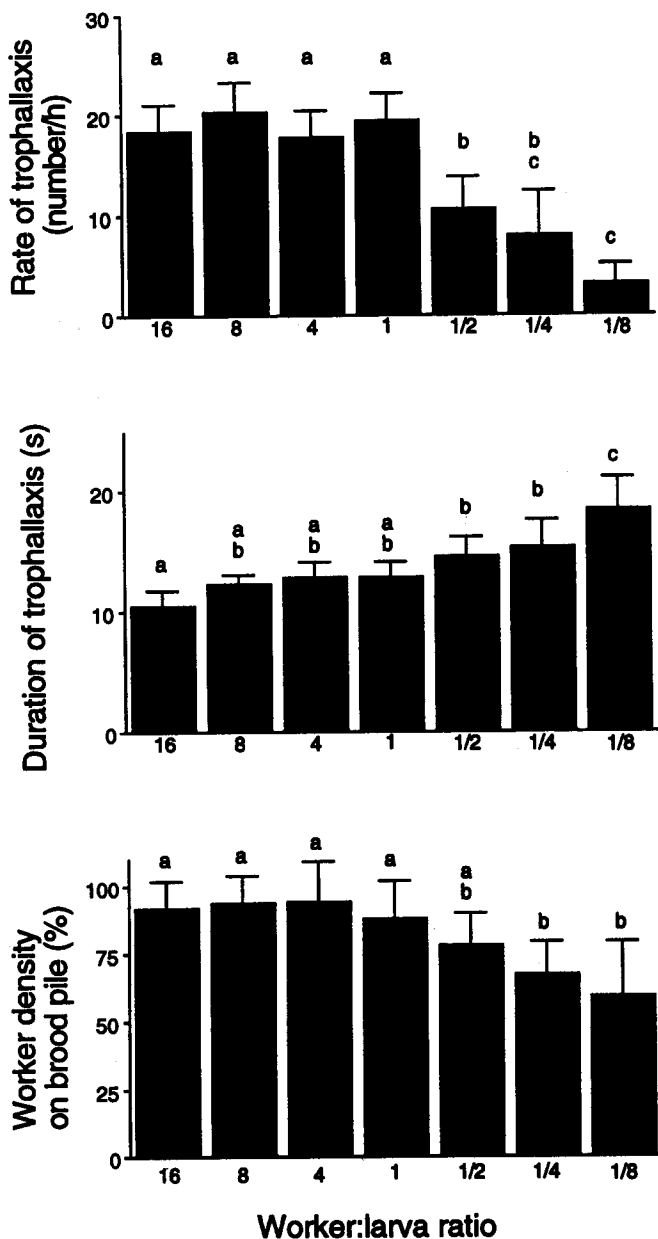 Rate of trophallaxis
(number/h)
30
20
10
0
a a a a b b c
c
16 8 4 1 1/2 1/4 1/8
Duration of trophallaxis (s)
20
10
0
a a a a b b c
b b b
16 8 4 1 1/2 1/4 1/8
Worker density
on brood pile (%)
100
75
50
25
0
a a a a a b b
b
16 8 4 1 1/2 1/4 1/8
Worker:larva ratio